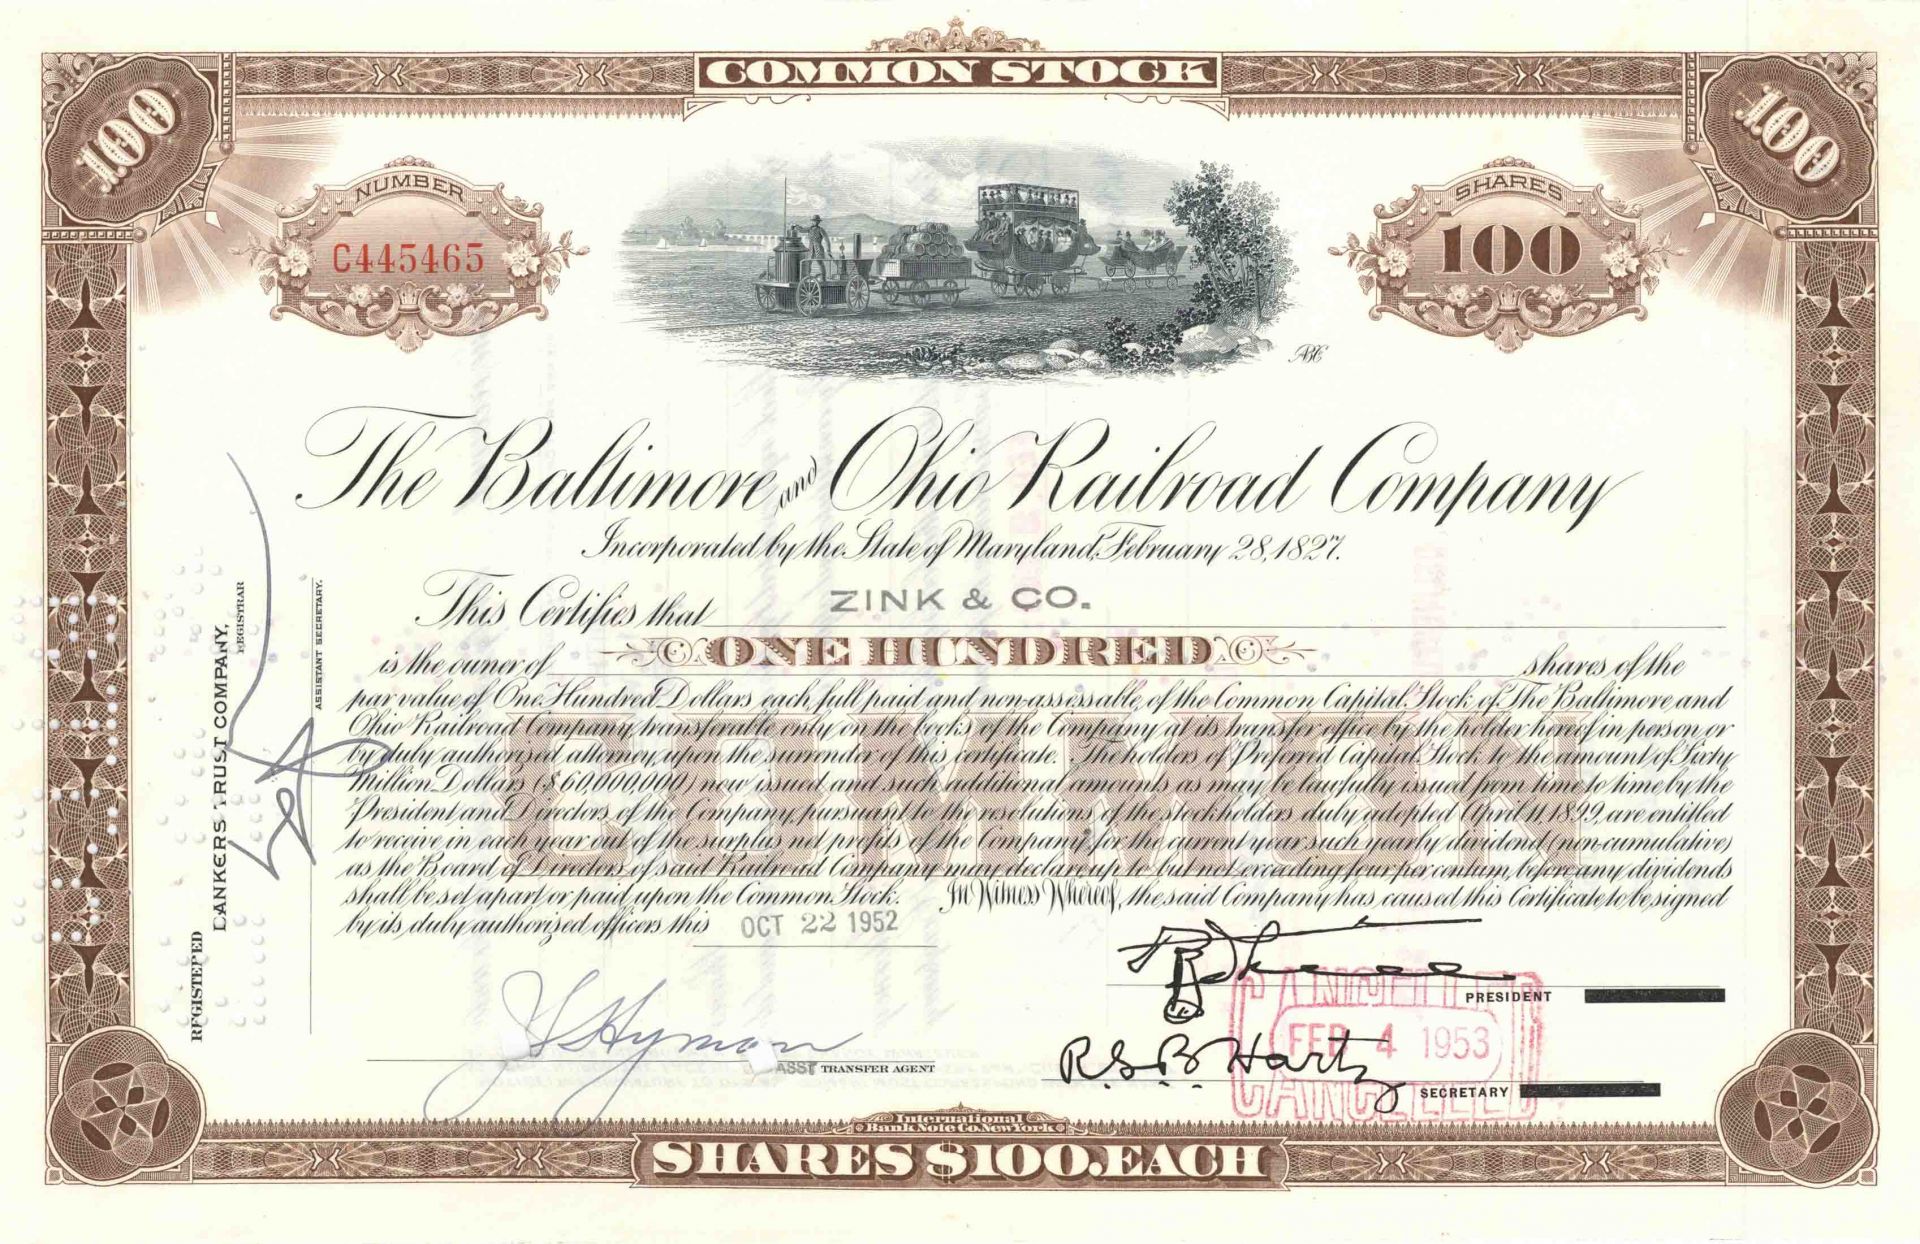 COMMON STOCK
100
100
NUMBER
C445465
SHARES
100
The Baltimore and Ohio Railroad Company
Incorporated by the State of Maryland, February 28, 1827.
This Certifies that ZINK & CO.
is the owner of ONE HUNDRED shares of the
par value of One Hundred Dollars each, full paid and non-assessable, of the Common Capital Stock of The Baltimore and
Ohio Railroad Company, transferable only on the books of the Company at its transfer office by the holder hereof in person or
by duly authorized attorney, upon the surrender of this certificate. The holders of Preferred Capital Stock to the amount of Sixty
Million Dollars ($60,000,000) now issued and such additional amounts as may be lawfully issued from time to time by the
President and Directors of the Company pursuant to the resolutions of the stockholders duly adopted April 11, 1899, are entitled
to receive in each year out of the surplus net profits of the Company for the current year such yearly dividend (non-cumulative)
as the Board of Directors of said Railroad Company may declare up to but not exceeding four per centum, before any dividends
shall be set apart or paid upon the Common Stock. In Witness Whereof, the said Company has caused this Certificate to be signed
by its duly authorized officers this OCT 22 1952
COMMON
REGISTERED
BANKERS TRUST COMPANY,
REGISTRAR
ASSISTANT SECRETARY.
PRESIDENT
CANCELLED
FEB 4 1953
CANCELLED
Hyman
ASST TRANSFER AGENT
R.S.B. Hartz
SECRETARY
International
Bank Note Co. New York
SHARES $100. EACH